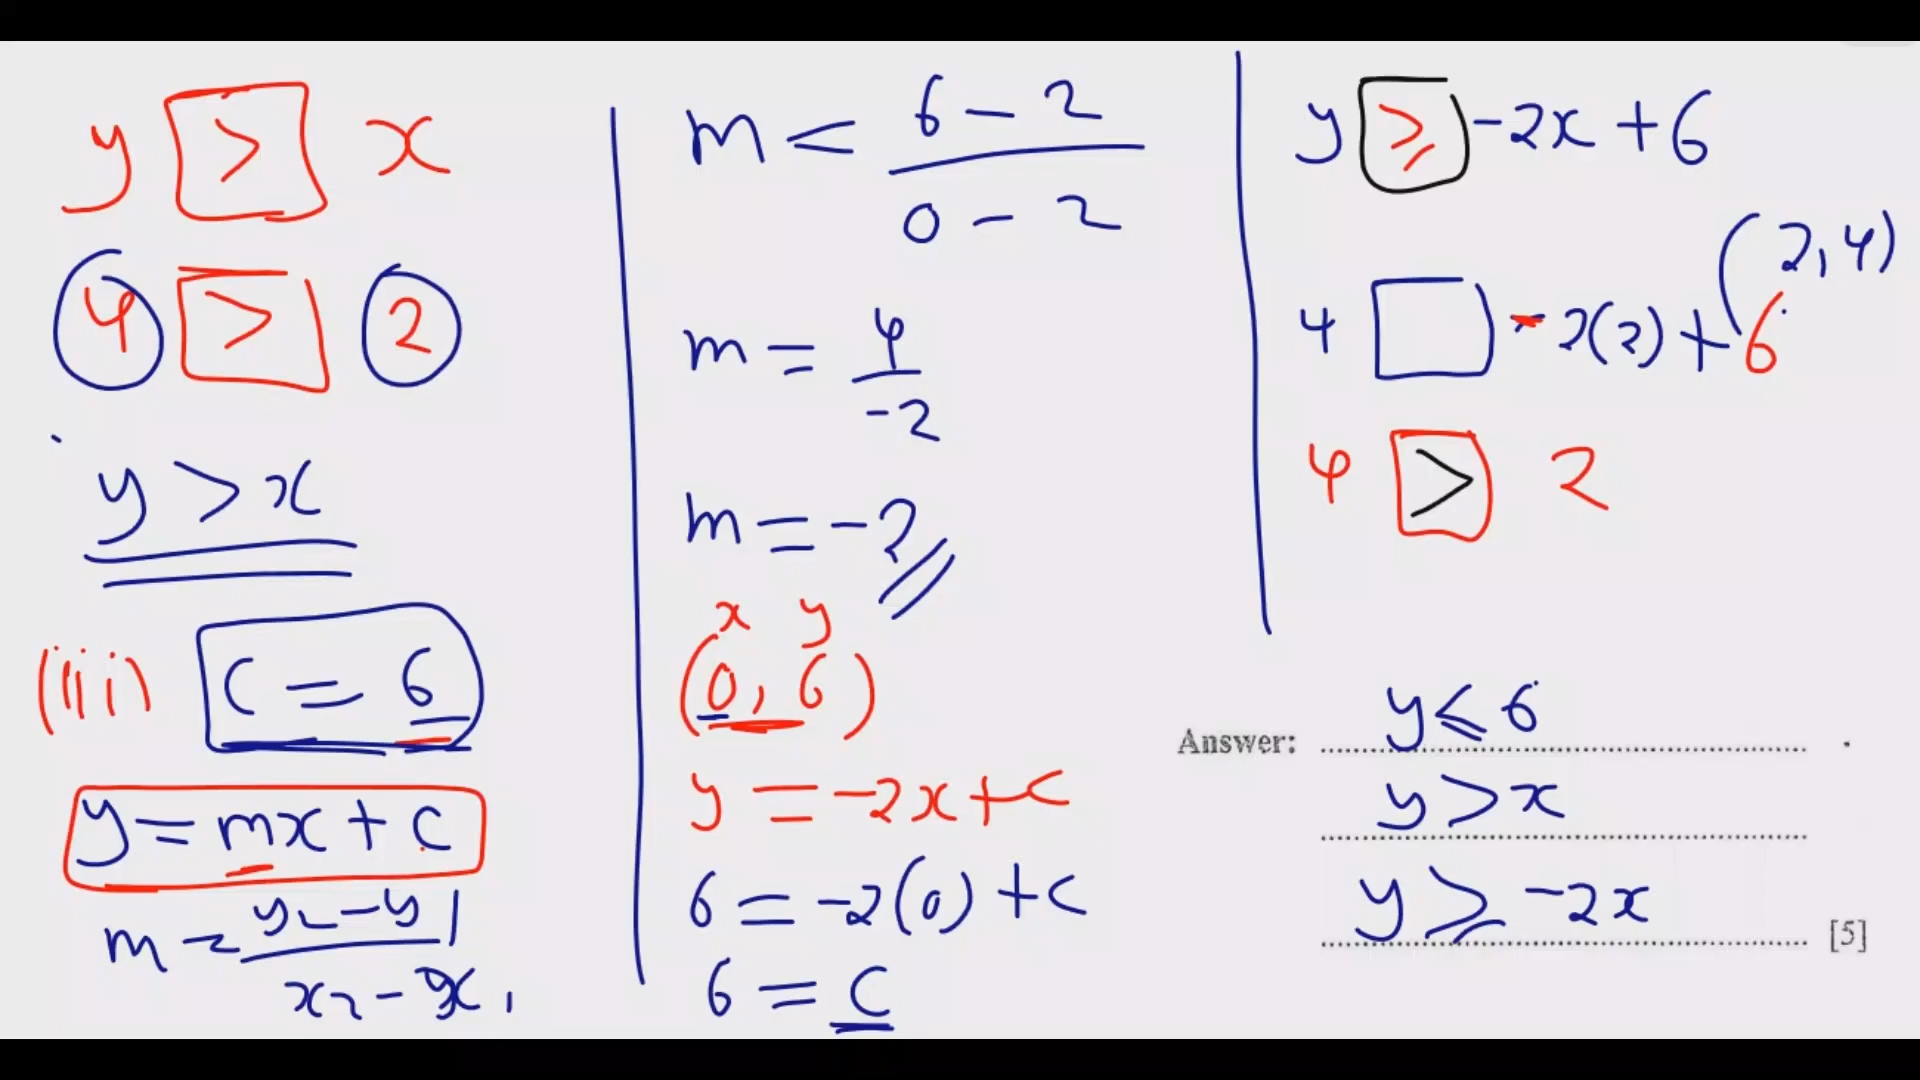 y > x
4 > 2
y > x
(iii) C = 6
y = mx + c
m = y2 - y1
x2 - x1
m = 6 - 2
0 - 2
m = 4
-2
m = -2
x y
(0, 6)
y = -2x + c
6 = -2(0) + c
6 = c
y ≥ -2x + 6
(2, 4)
4 - 2(2) + 6
4 > 2
Answer: y ≤ 6
y > x
y ≥ -2x
[5]